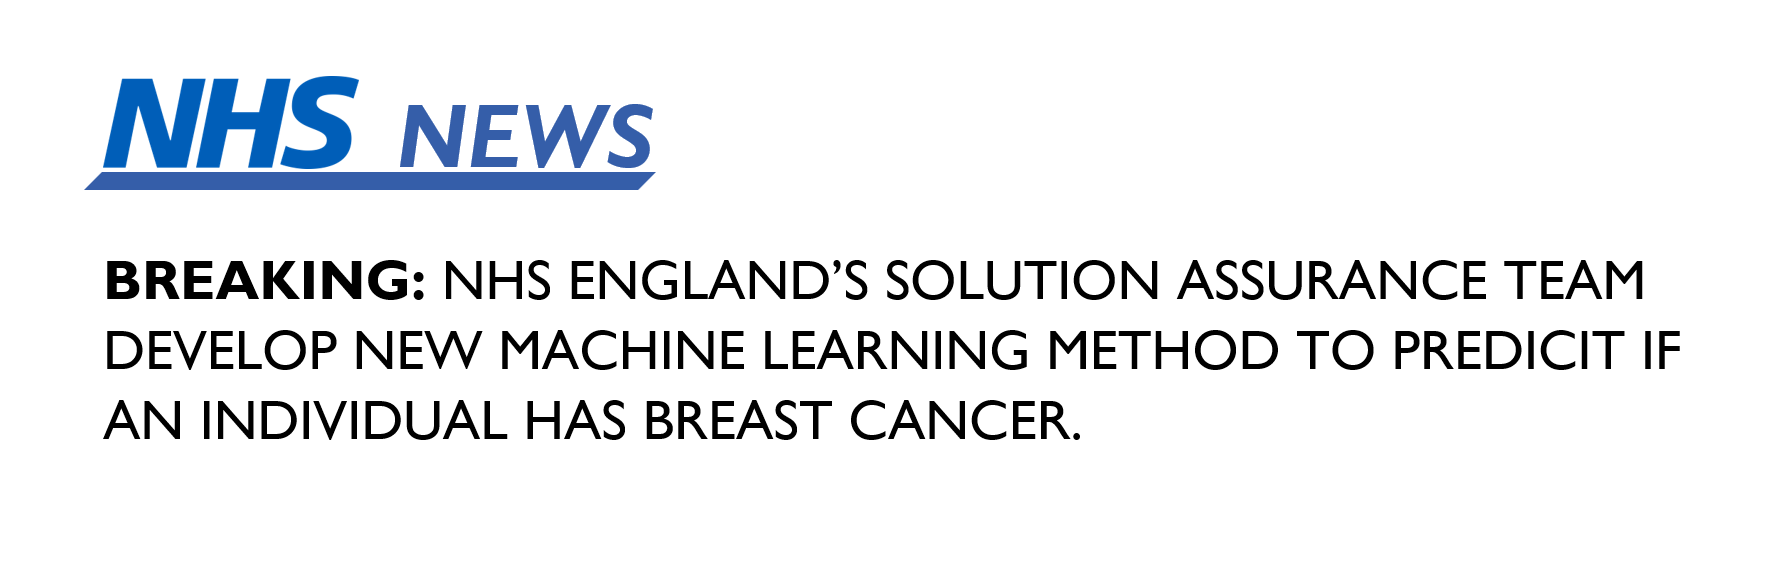 NHS NEWS
BREAKING: NHS ENGLAND’S SOLUTION ASSURANCE TEAM
DEVELOP NEW MACHINE LEARNING METHOD TO PREDICIT IF
AN INDIVIDUAL HAS BREAST CANCER.